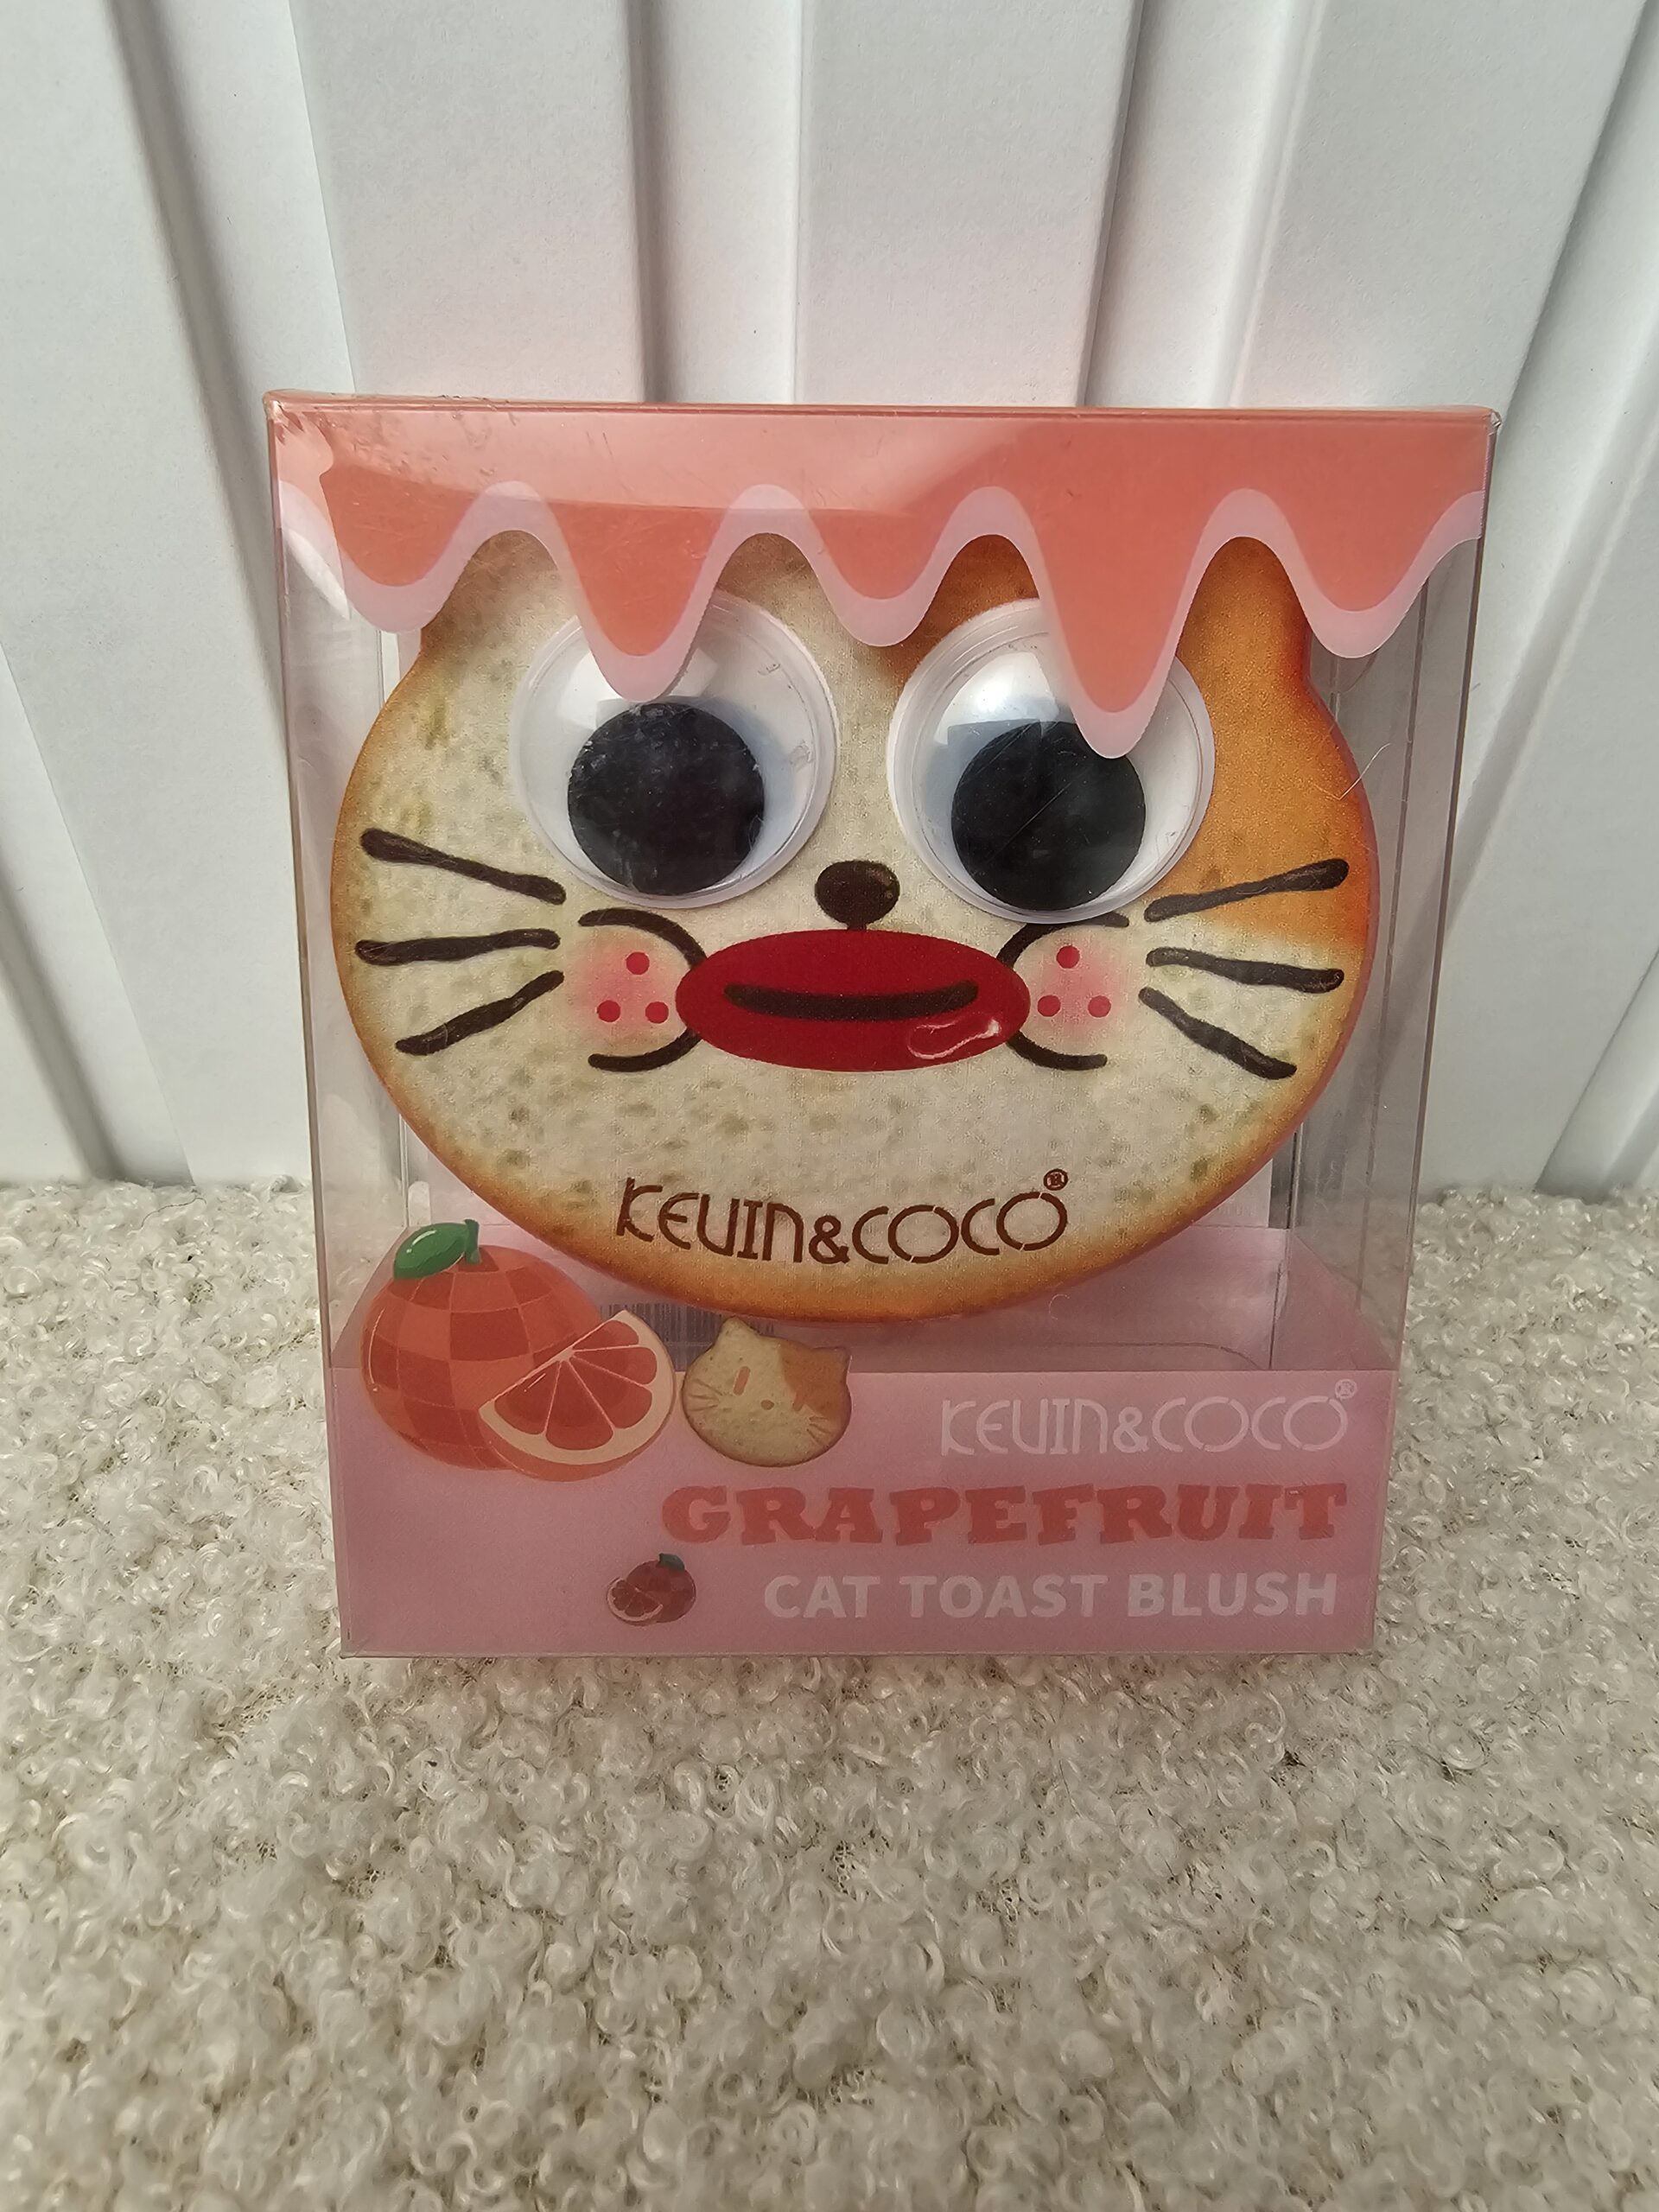 KEVIN&COCO®
KEVIN&COCO®
GRAPEFRUIT
CAT TOAST BLUSH